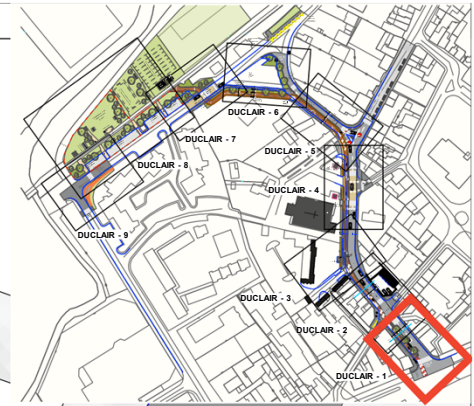 DUCLAIR - 6
DUCLAIR - 7
DUCLAIR - 5
DUCLAIR - 8
DUCLAIR - 4
DUCLAIR - 9
DUCLAIR - 3
DUCLAIR - 2
DUCLAIR - 1